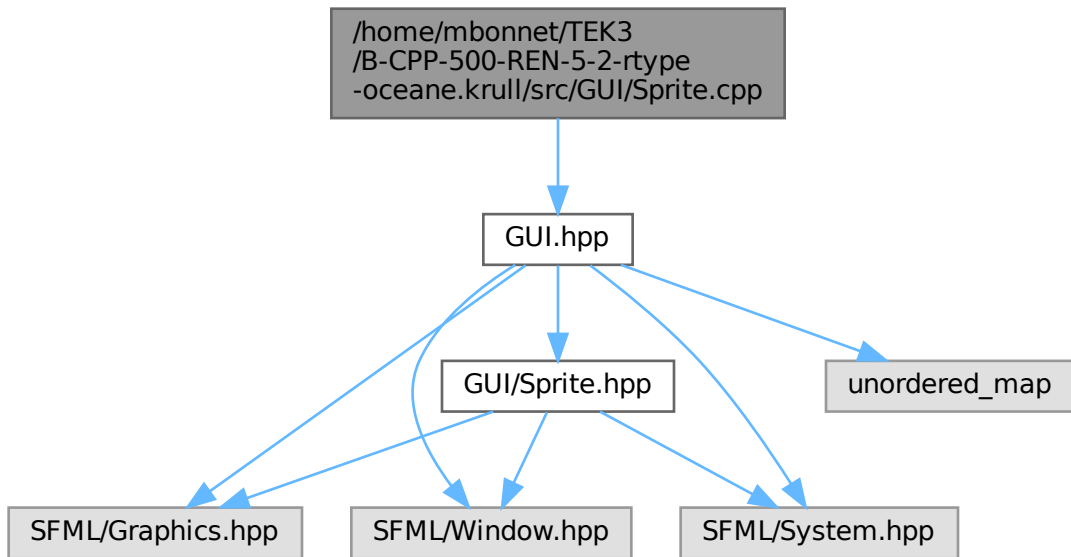 /home/mbonnet/TEK3
/B-CPP-500-REN-5-2-rtype
-oceane.krull/src/GUI/Sprite.cpp
GUI.hpp
GUI/Sprite.hpp
unordered_map
SFML/Graphics.hpp
SFML/Window.hpp
SFML/System.hpp